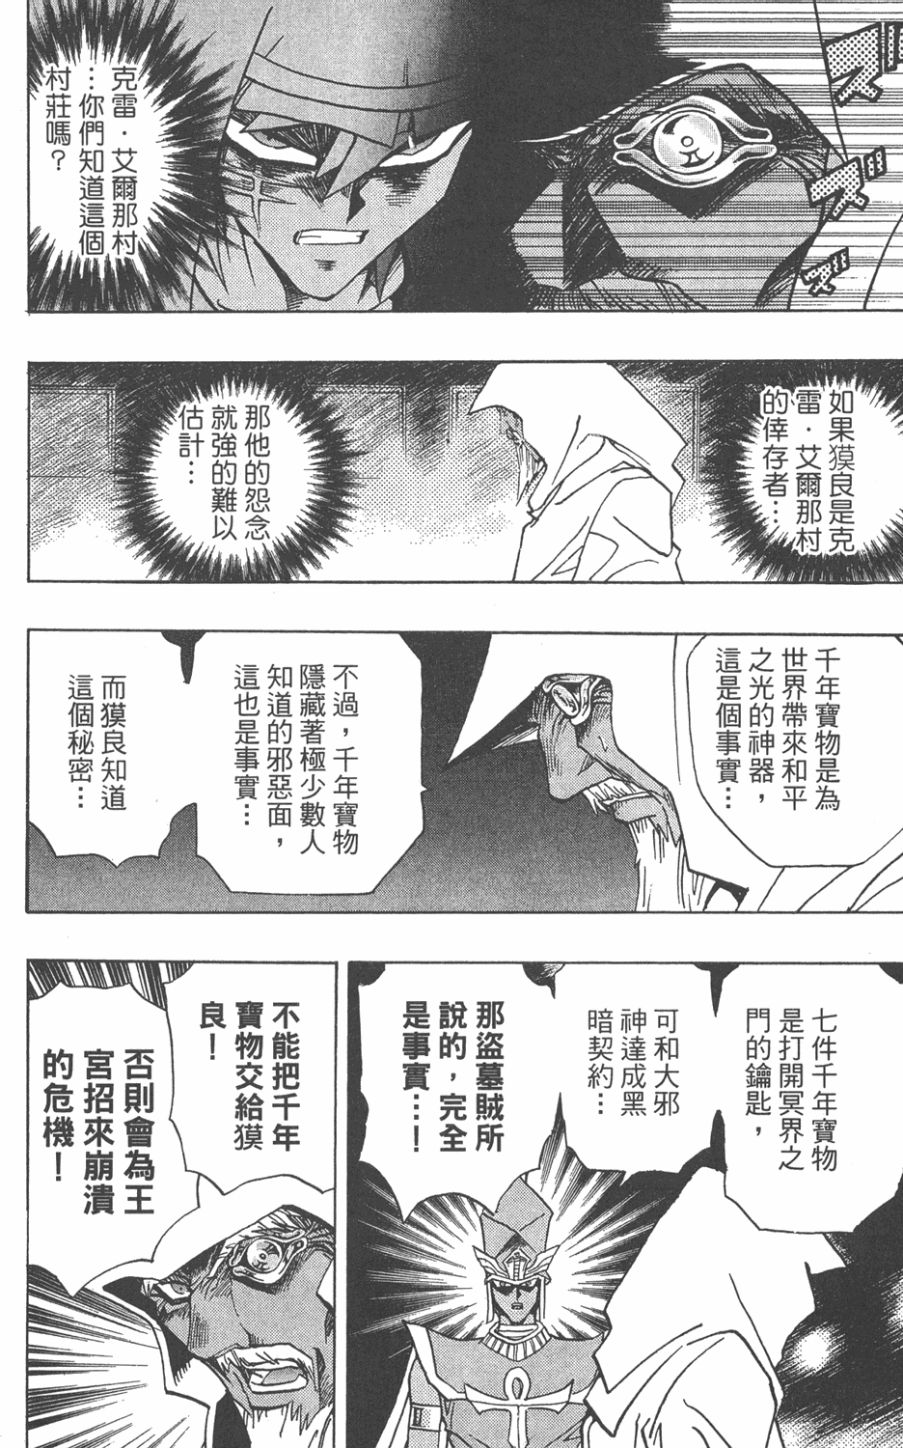 ズ
ズ
ズ
克雷．艾爾那村
…你們知道這個
村莊嗎？
如果獏良是克
雷．艾爾那村
的倖存者…
那他的怨念
就強的難以
估計…
千年寶物是為
世界帶來和平
之光的神器，
這是個事實…
不過，千年寶物
隱藏著極少數人
知道的邪惡面，
這也是事實…
而獏良知道
這個秘密…
七件千年寶物
是打開冥界之
門的鑰匙，
可和大邪
神達成黑
暗契約…
那盜墓賊所
說的，完全
是事實…！
不能把千年
寶物交給獏
良！
否則會為王
宮招來崩潰
的危機！